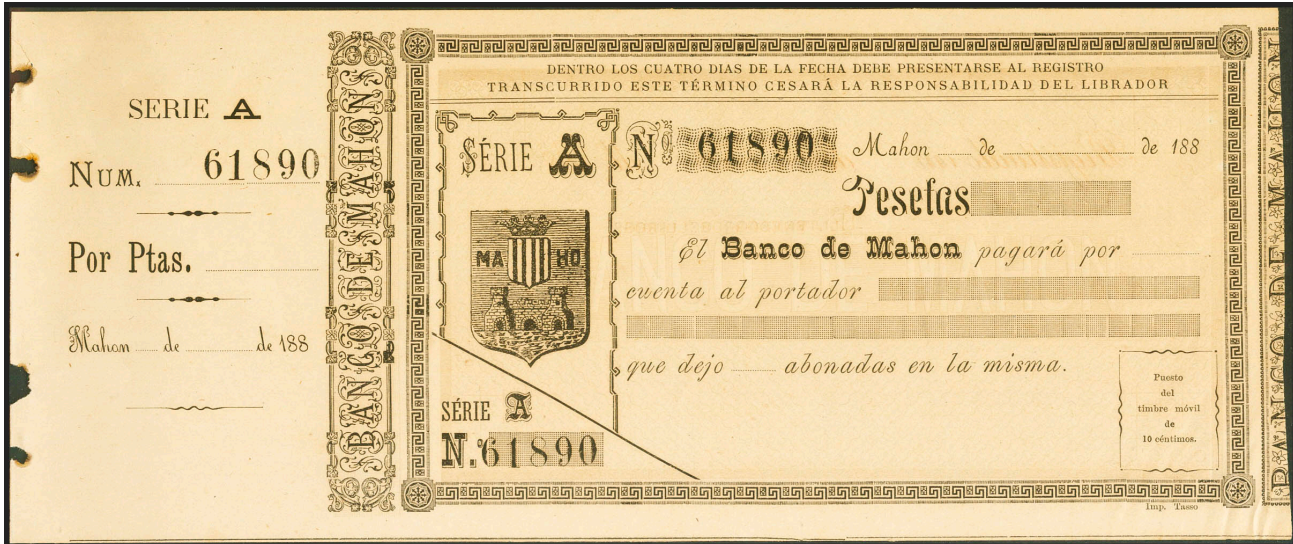 SERIE A
NUM. 61890
Por Ptas.
Mahon de de 188
BANCO DE MAHON
DENTRO LOS CUATRO DIAS DE LA FECHA DEBE PRESENTARSE AL REGISTRO
TRANSCURRIDO ESTE TÉRMINO CESARÁ LA RESPONSABILIDAD DEL LIBRADOR
SÉRIE A
Nº 61890 Mahon de de 188
Pesetas
MA HO
El Banco de Mahon pagará por
cuenta al portador
que dejo abonadas en la misma.
SÉRIE A
N.º 61890
Puesto
del
timbre móvil
de
10 céntimos.
Imp. Tasso
BANCO DE MAHON